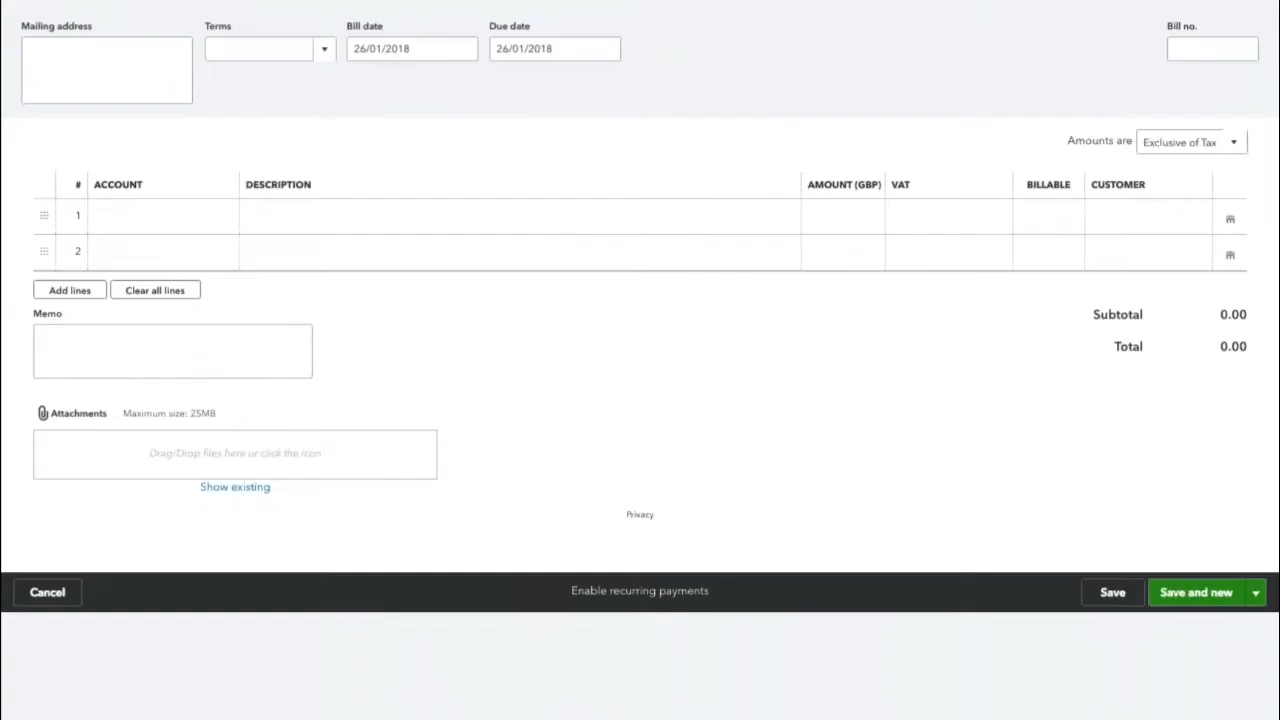 Mailing address Terms Bill date Due date Bill no.
26/01/2018 26/01/2018
Amounts are Exclusive of Tax
# ACCOUNT DESCRIPTION AMOUNT (GBP) VAT BILLABLE CUSTOMER
1
2
Add lines Clear all lines
Memo
Subtotal 0.00
Total 0.00
Attachments Maximum size: 25MB
Drag/Drop files here or click the icon
Show existing
Privacy
Cancel Enable recurring payments Save Save and new